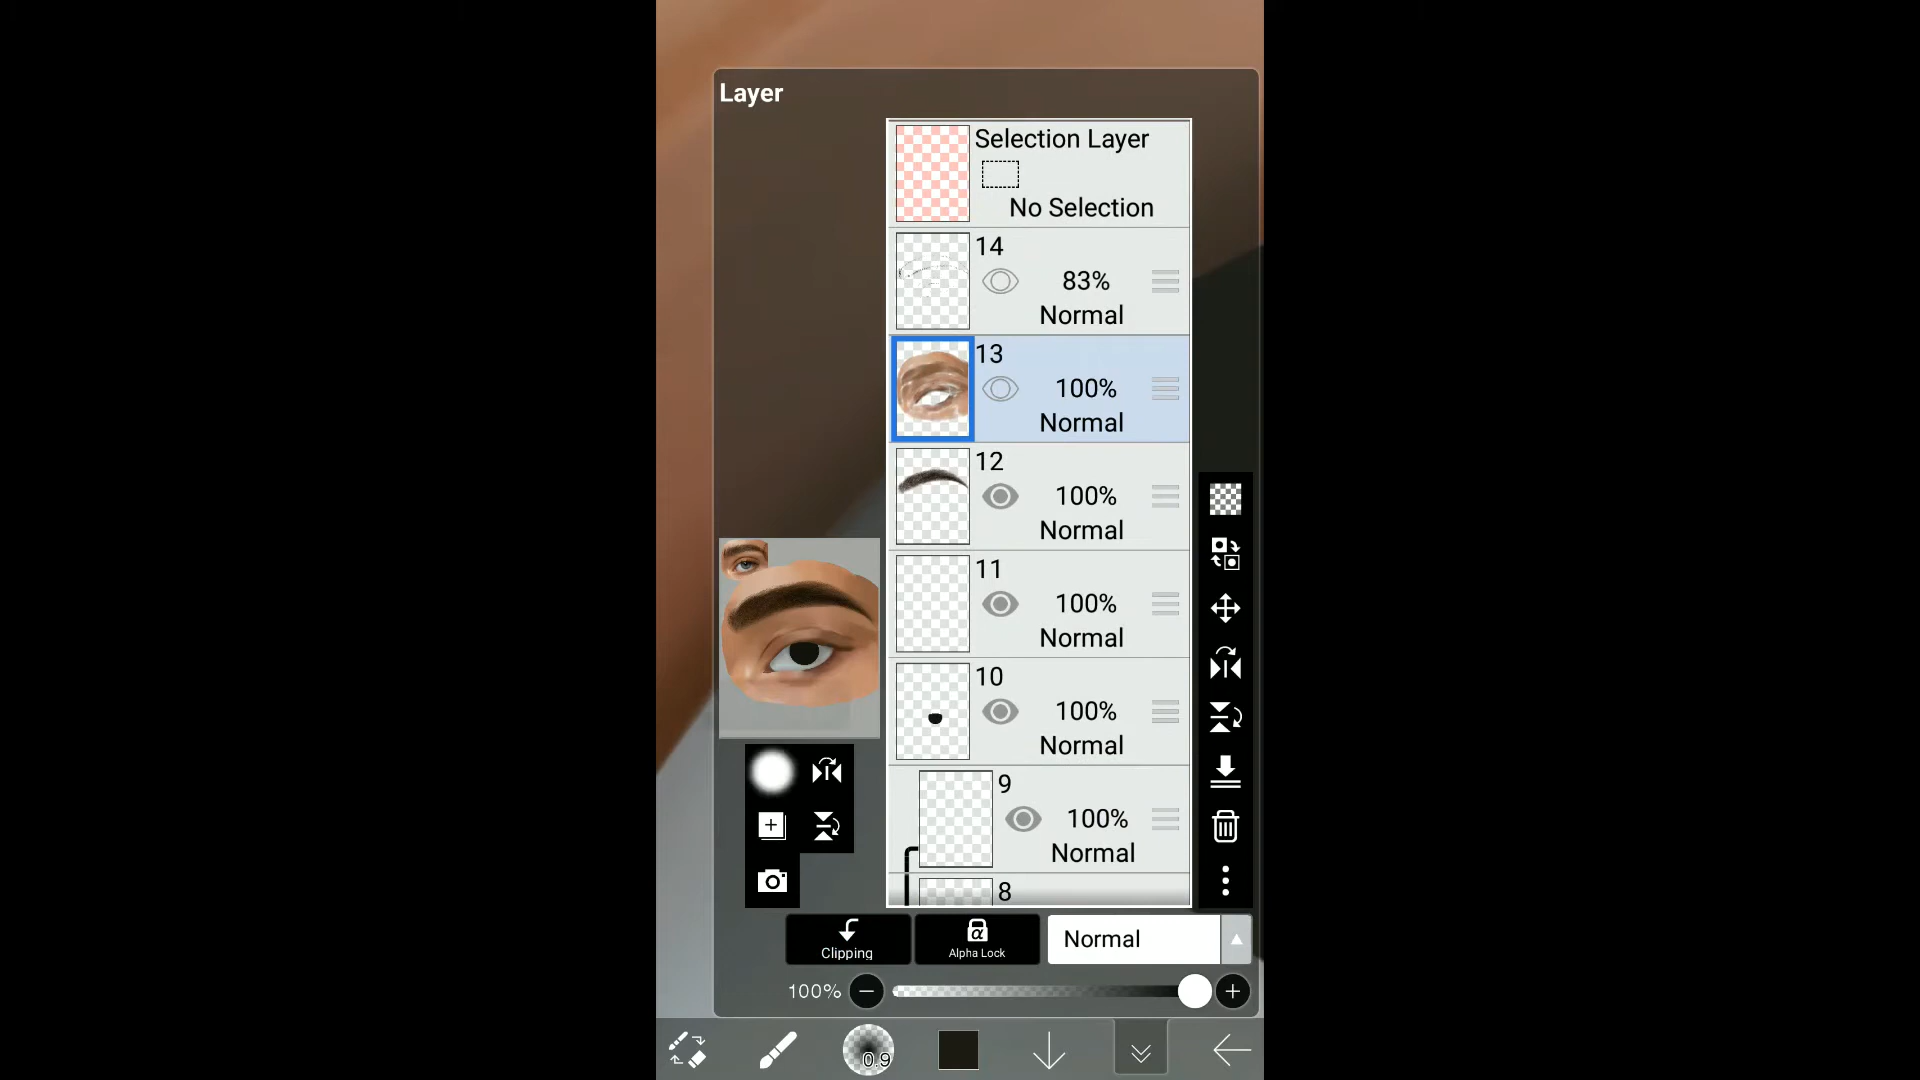 Layer
Selection Layer
No Selection
14
83%
Normal
13
100%
Normal
12
100%
Normal
11
100%
Normal
10
100%
Normal
9
100%
Normal
8
Clipping
α
Alpha Lock
Normal
100%
0.9